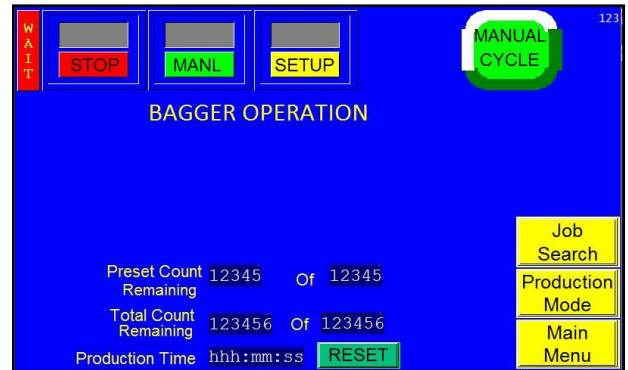 WAIT
STOP
MANL
SETUP
MANUAL
CYCLE
123
BAGGER OPERATION
Job
Search
Preset Count
Remaining
12345 Of 12345
Production
Mode
Total Count
Remaining
123456 Of 123456
Main
Menu
Production Time hhh:mm:ss RESET